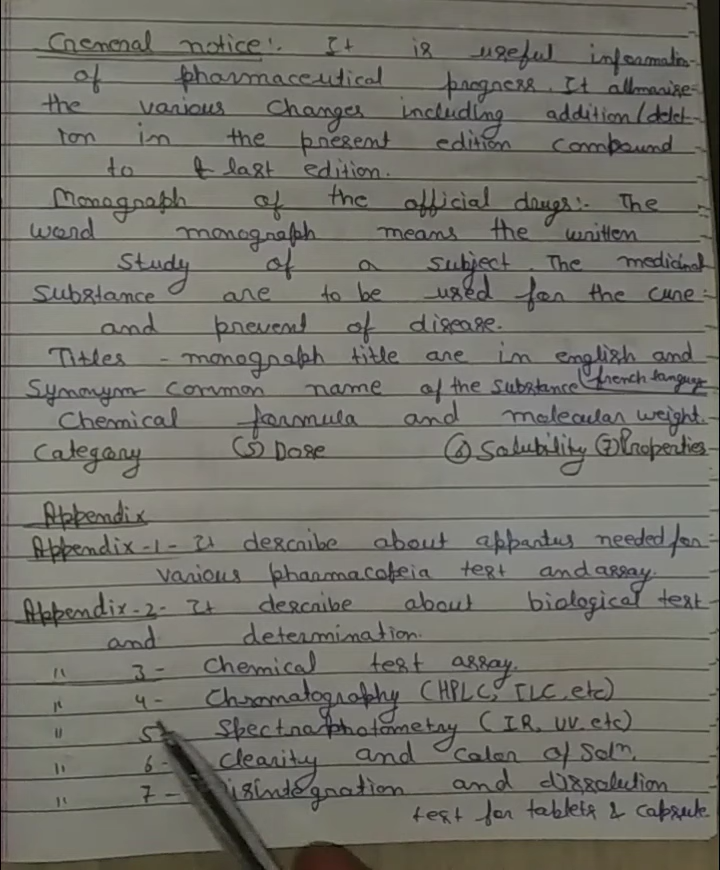 General notice:- It is useful information
of pharmaceutical progress. It allmarise
the various changes including addition/delet
ion in the present edition compound
to & last edition.
Monograph of the official drugs:- The
word monograph means the written
Study of a subject. The medicinal
Substance are to be used for the cure
and prevent of disease.
Titles - monograph title are in english and
Synonym common name of the substance (french languge
Chemical formula and molecular weight.
Category (5) Dose (6) Solubility (7) Properties
Appendix
Appendix-1- It describe about appartus needed for
various pharmacopeia test and assay.
Appendix-2- It describe about biological test
and determination.
" 3- Chemical test assay.
" 4- Chromatography (HPLC, TLC, etc)
" 5- Spectraphotometry (IR, UV, etc)
" 6- Clearity and Color of Solⁿ.
" 7- Disintegration and dissolution
test for tablets & capsule